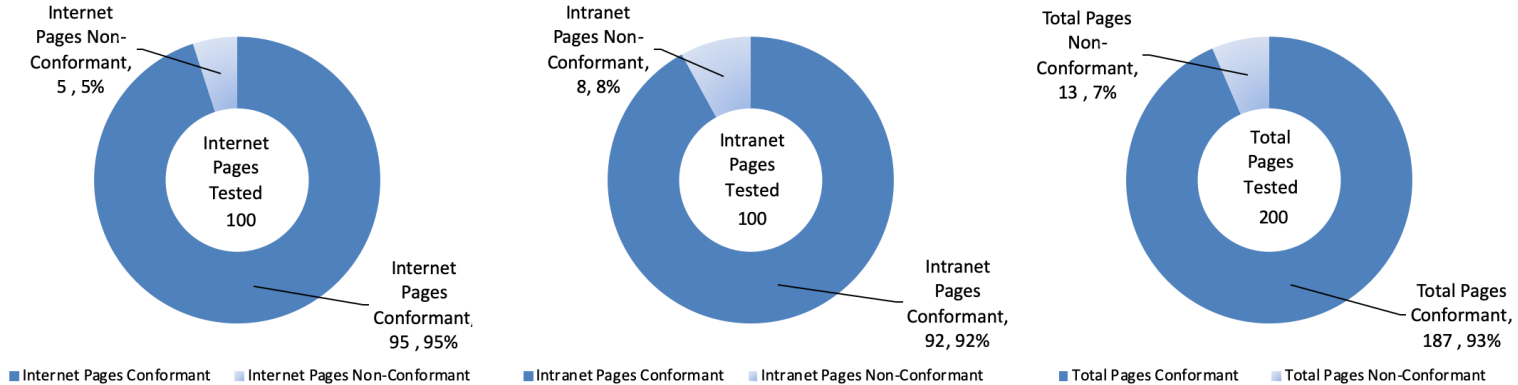 Internet
Pages Non-
Conformant,
5 , 5%
Internet
Pages
Tested
100
Internet
Pages
Conformant,
95 , 95%
Internet Pages Conformant
Internet Pages Non-Conformant
Intranet
Pages Non-
Conformant,
8, 8%
Intranet
Pages
Tested
100
Intranet
Pages
Conformant,
92, 92%
Intranet Pages Conformant
Intranet Pages Non-Conformant
Total Pages
Non-
Conformant,
13 , 7%
Total
Pages
Tested
200
Total Pages
Conformant,
187 , 93%
Total Pages Conformant
Total Pages Non-Conformant